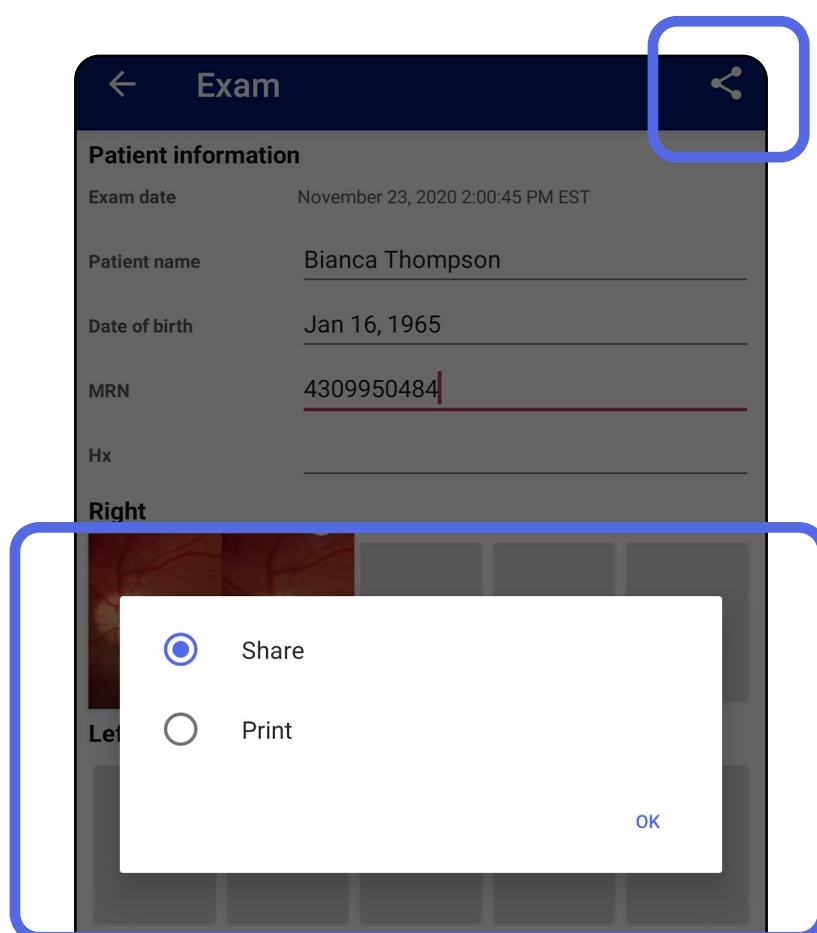 Exam
Patient information
Exam date November 23, 2020 2:00:45 PM EST
Patient name Bianca Thompson
Date of birth Jan 16, 1965
MRN 4309950484
Hx
Right
Share
Print
OK